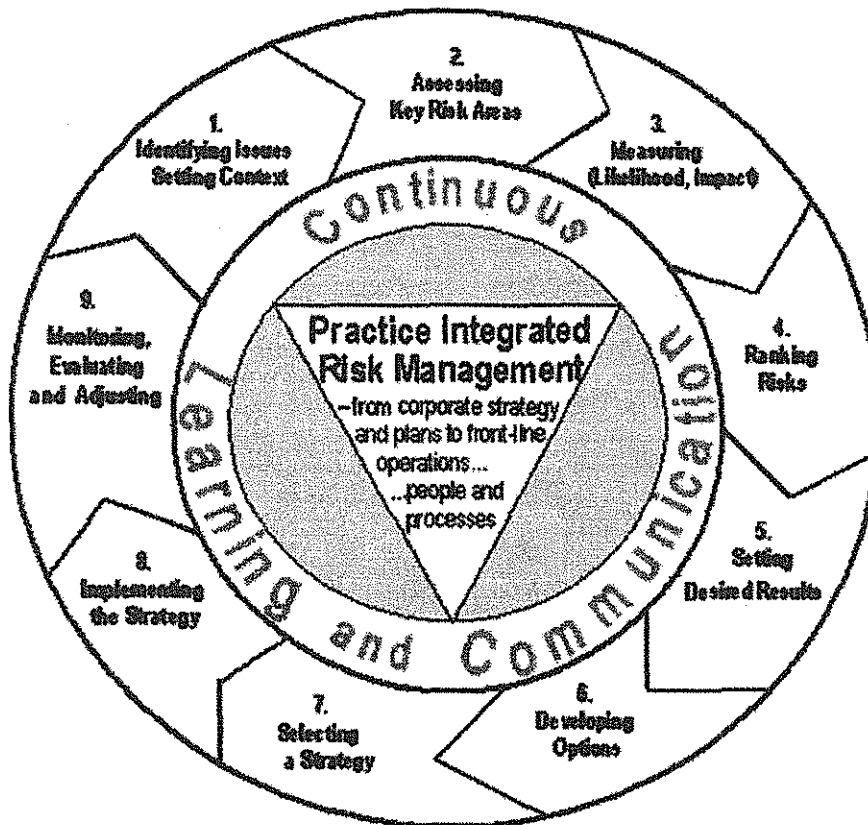 1.
Identifying Issues
Setting Context
2.
Assessing
Key Risk Areas
3.
Measuring
(Likelihood, Impact)
4.
Ranking
Risks
5.
Setting
Desired Results
6.
Developing
Options
7.
Selecting
a Strategy
8.
Implementing
the Strategy
9.
Monitoring,
Evaluating
and Adjusting
Continuous
Learning and Communication
Practice Integrated
Risk Management
–from corporate strategy
and plans to front-line
operations...
...people and
processes